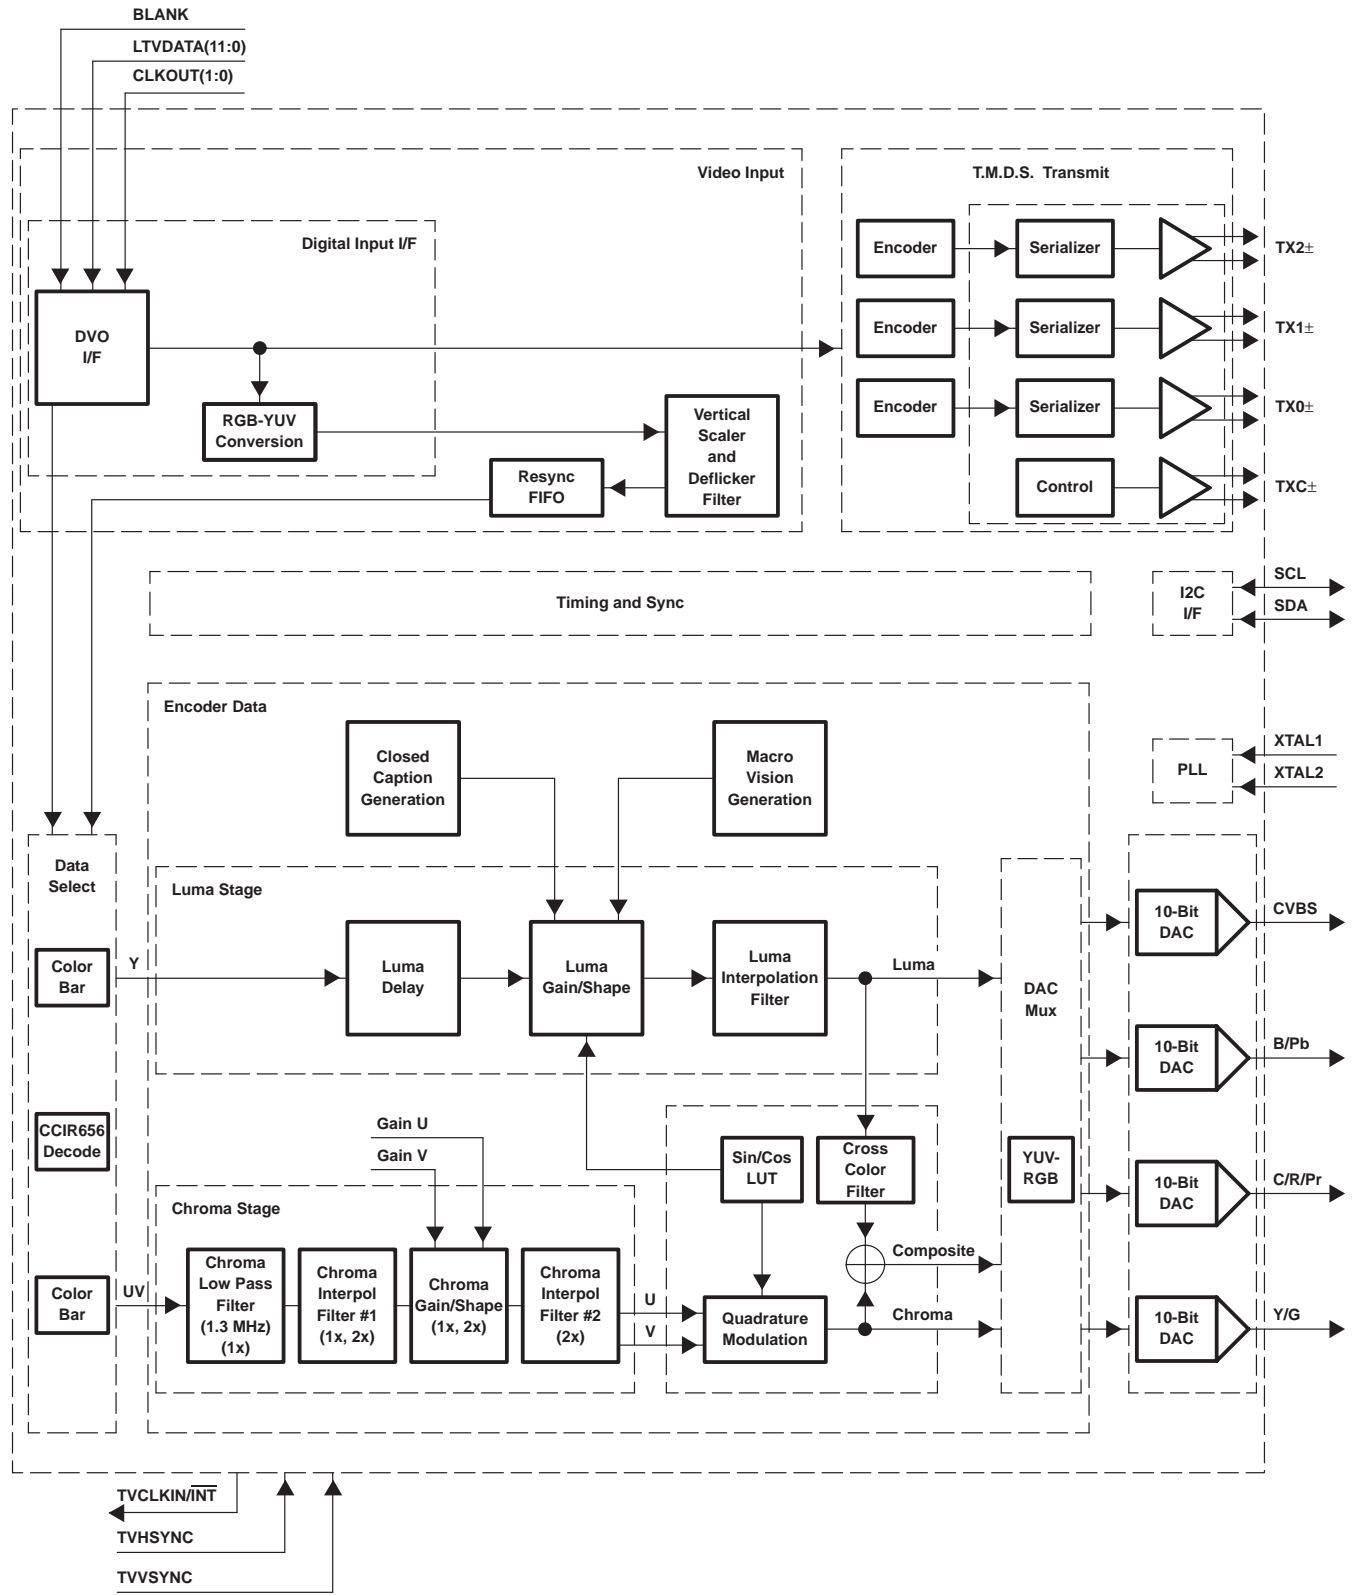 BLANK
LTVDATA(11:0)
CLKOUT(1:0)
Video Input
T.M.D.S. Transmit
Digital Input I/F
DVO
I/F
RGB-YUV
Conversion
Vertical
Scaler
and
Deflicker
Filter
Resync
FIFO
Encoder
Serializer
TX2±
Encoder
Serializer
TX1±
Encoder
Serializer
TX0±
Control
TXC±
Timing and Sync
I2C
I/F
SCL
SDA
Encoder Data
Closed
Caption
Generation
Macro
Vision
Generation
PLL
XTAL1
XTAL2
Data
Select
Luma Stage
Color
Bar
Y
Luma
Delay
Luma
Gain/Shape
Luma
Interpolation
Filter
Luma
DAC
Mux
10-Bit
DAC
CVBS
10-Bit
DAC
B/Pb
CCIR656
Decode
Gain U
Gain V
Sin/Cos
LUT
Cross
Color
Filter
YUV-
RGB
10-Bit
DAC
C/R/Pr
Chroma Stage
Composite
Color
Bar
UV
Chroma
Low Pass
Filter
(1.3 MHz)
(1x)
Chroma
Interpol
Filter #1
(1x, 2x)
Chroma
Gain/Shape
(1x, 2x)
Chroma
Interpol
Filter #2
(2x)
U
V
Quadrature
Modulation
Chroma
10-Bit
DAC
Y/G
TVCLKIN/I̅N̅T̅
TVHSYNC
TVVSYNC